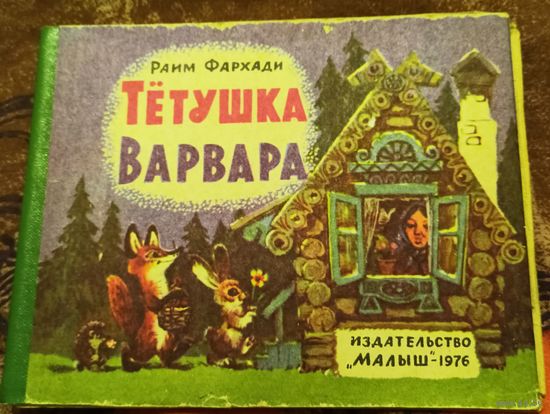 РАИМ ФАРХАДИ
ТЁТУШКА
ВАРВАРА
ИЗДАТЕЛЬСТВО
„МАЛЫШ“-1976